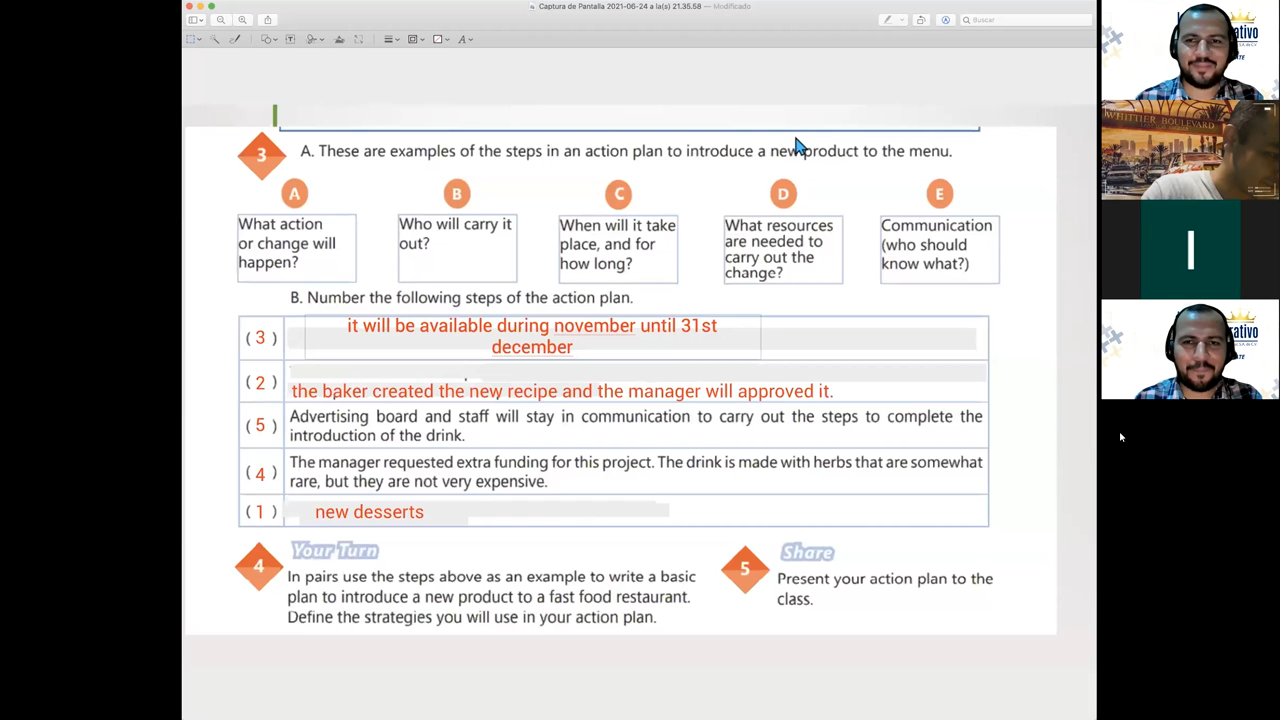 Captura de Pantalla 2021-06-24 a la(s) 21.35.58 — Modificado
Buscar
3
A. These are examples of the steps in an action plan to introduce a new product to the menu.
A
B
C
D
E
What action
or change will
happen?
Who will carry it
out?
When will it take
place, and for
how long?
What resources
are needed to
carry out the
change?
Communication
(who should
know what?)
B. Number the following steps of the action plan.
( 3 )
it will be available during november until 31st
december
( 2 )
the baker created the new recipe and the manager will approved it.
( 5 )
Advertising board and staff will stay in communication to carry out the steps to complete the
introduction of the drink.
( 4 )
The manager requested extra funding for this project. The drink is made with herbs that are somewhat
rare, but they are not very expensive.
( 1 )
new desserts
4
Your Turn
In pairs use the steps above as an example to write a basic
plan to introduce a new product to a fast food restaurant.
Define the strategies you will use in your action plan.
5
Share
Present your action plan to the
class.
WHITTIER BOULEVARD
I